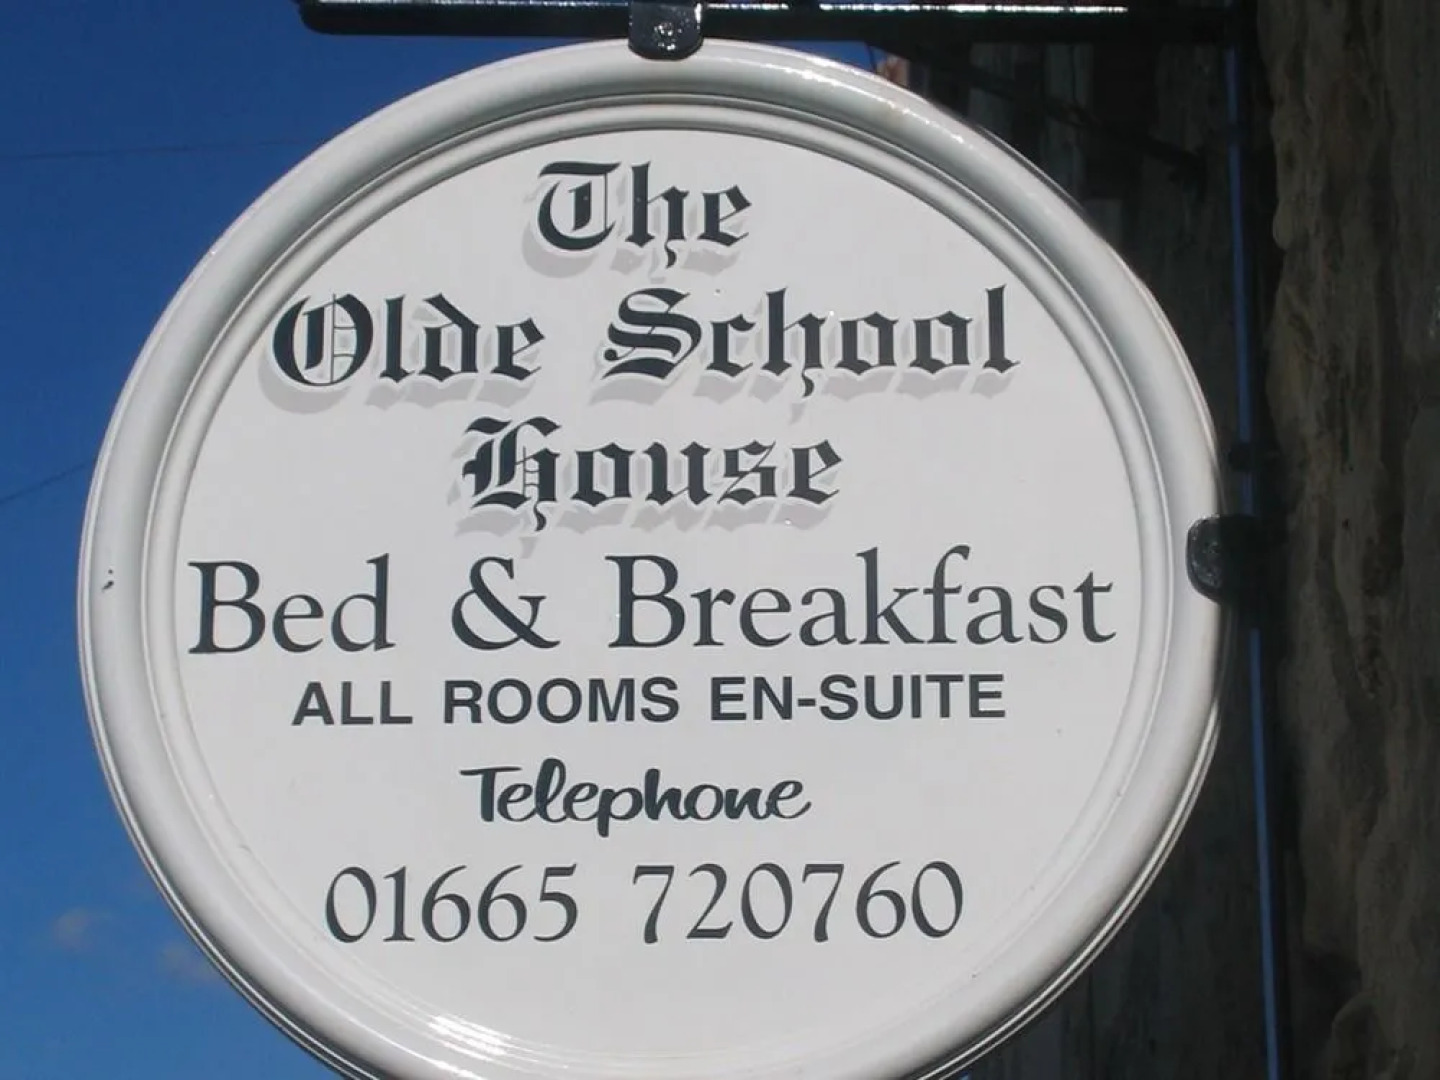 The
Olde School
House
Bed & Breakfast
ALL ROOMS EN-SUITE
Telephone
01665 720760